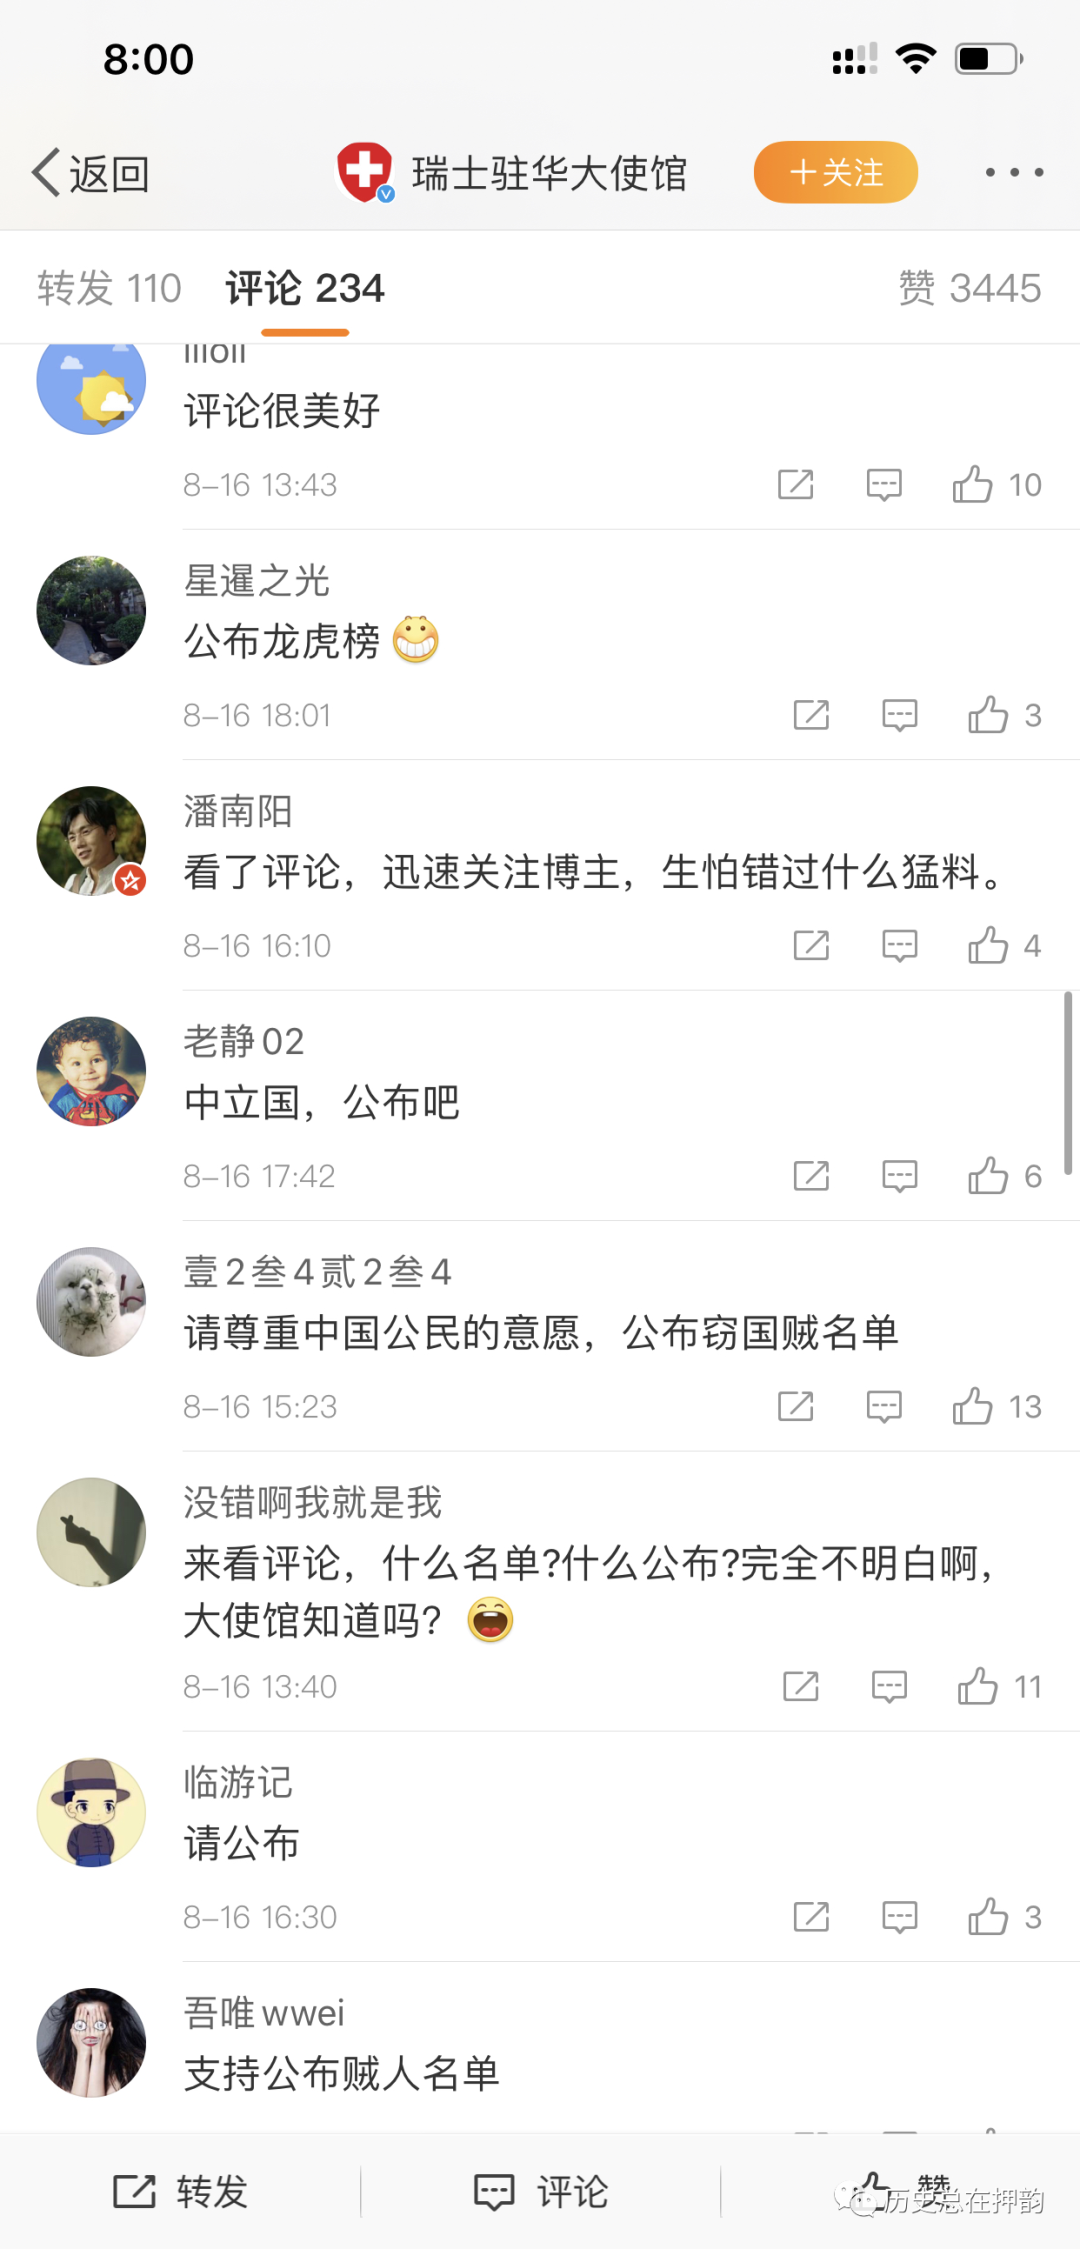 8:00
返回
瑞士驻华大使馆
+关注
转发 110
评论 234
赞 3445
评论很美好
8-16 13:43
10
星暹之光
公布龙虎榜
8-16 18:01
3
潘南阳
看了评论，迅速关注博主，生怕错过什么猛料。
8-16 16:10
4
老静02
中立国，公布吧
8-16 17:42
6
壹2叁4贰2叁4
请尊重中国公民的意愿，公布窃国贼名单
8-16 15:23
13
没错啊我就是我
来看评论，什么名单?什么公布?完全不明白啊，
大使馆知道吗?
8-16 13:40
11
临游记
请公布
8-16 16:30
3
吾唯wwei
支持公布贼人名单
转发
评论
赞
历史总在押韵